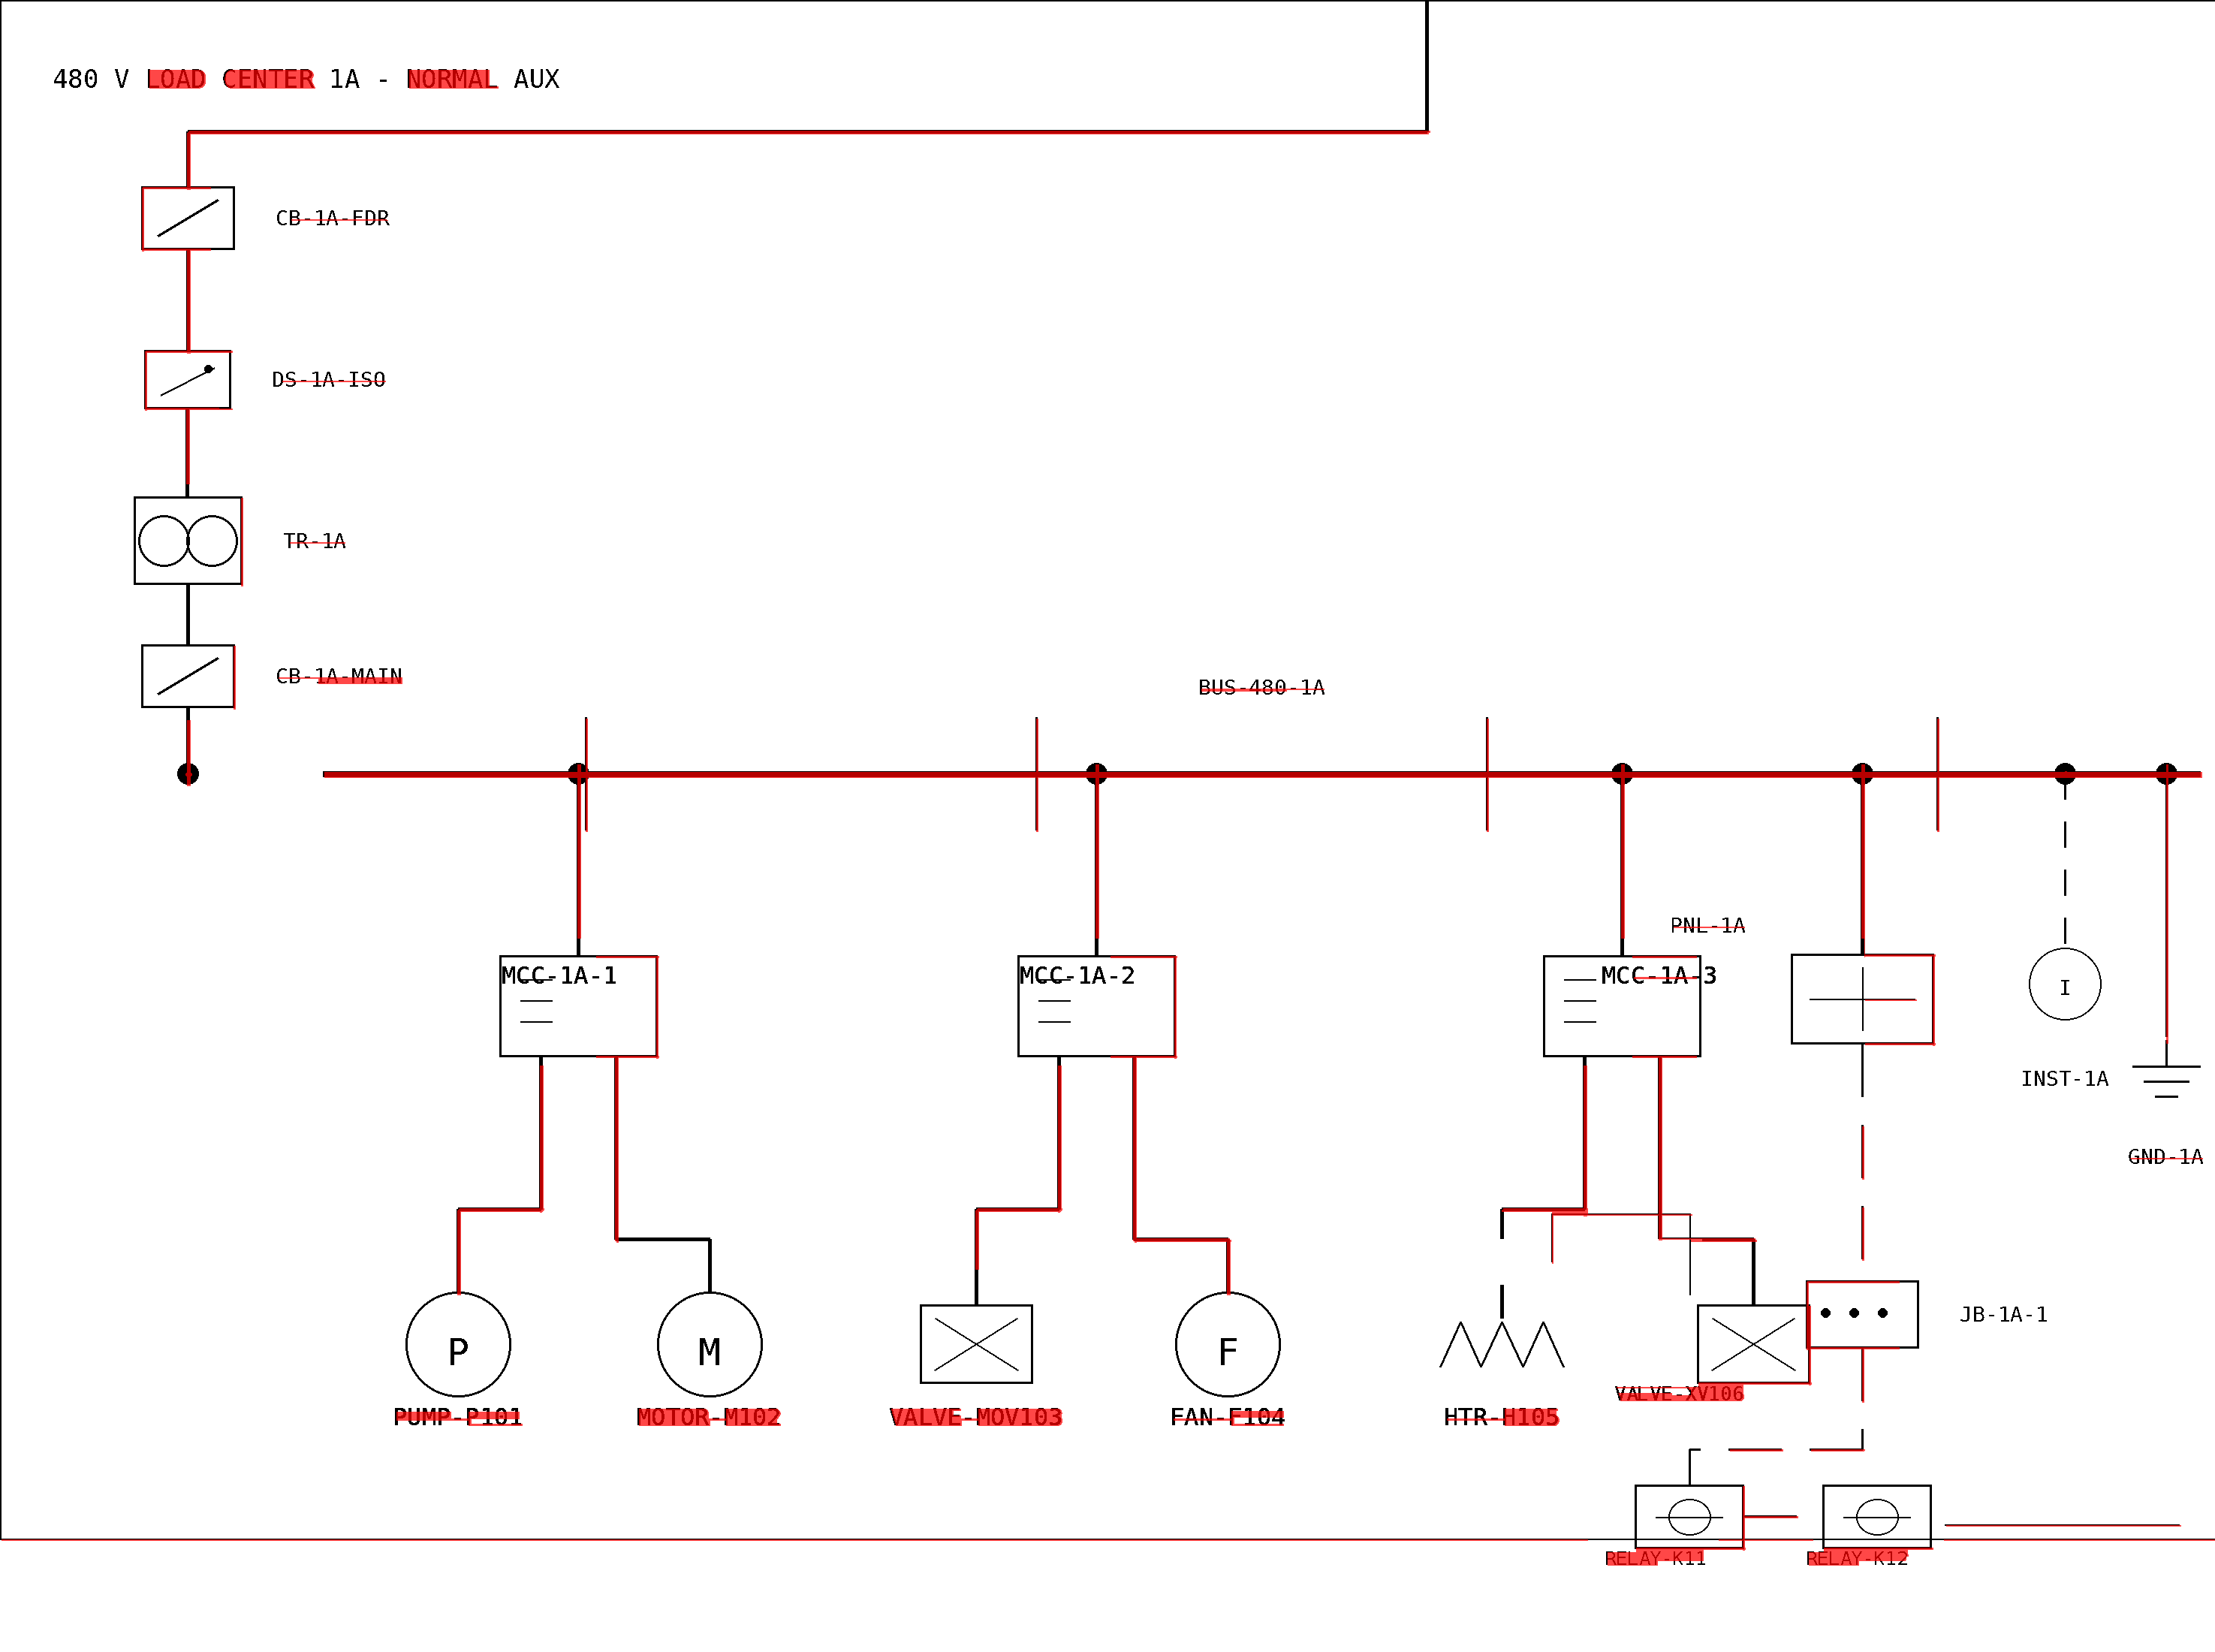 480 V LOAD CENTER 1A - NORMAL AUX
CB-1A-FDR
DS-1A-ISO
TR-1A
CB-1A-MAIN
BUS-480-1A
PNL-1A
MCC-1A-1
MCC-1A-2
MCC-1A-3
I
INST-1A
GND-1A
JB-1A-1
P
M
F
VALVE-XV106
PUMP-P101
MOTOR-M102
VALVE-MOV103
FAN-F104
HTR-H105
RELAY-K11
RELAY-K12